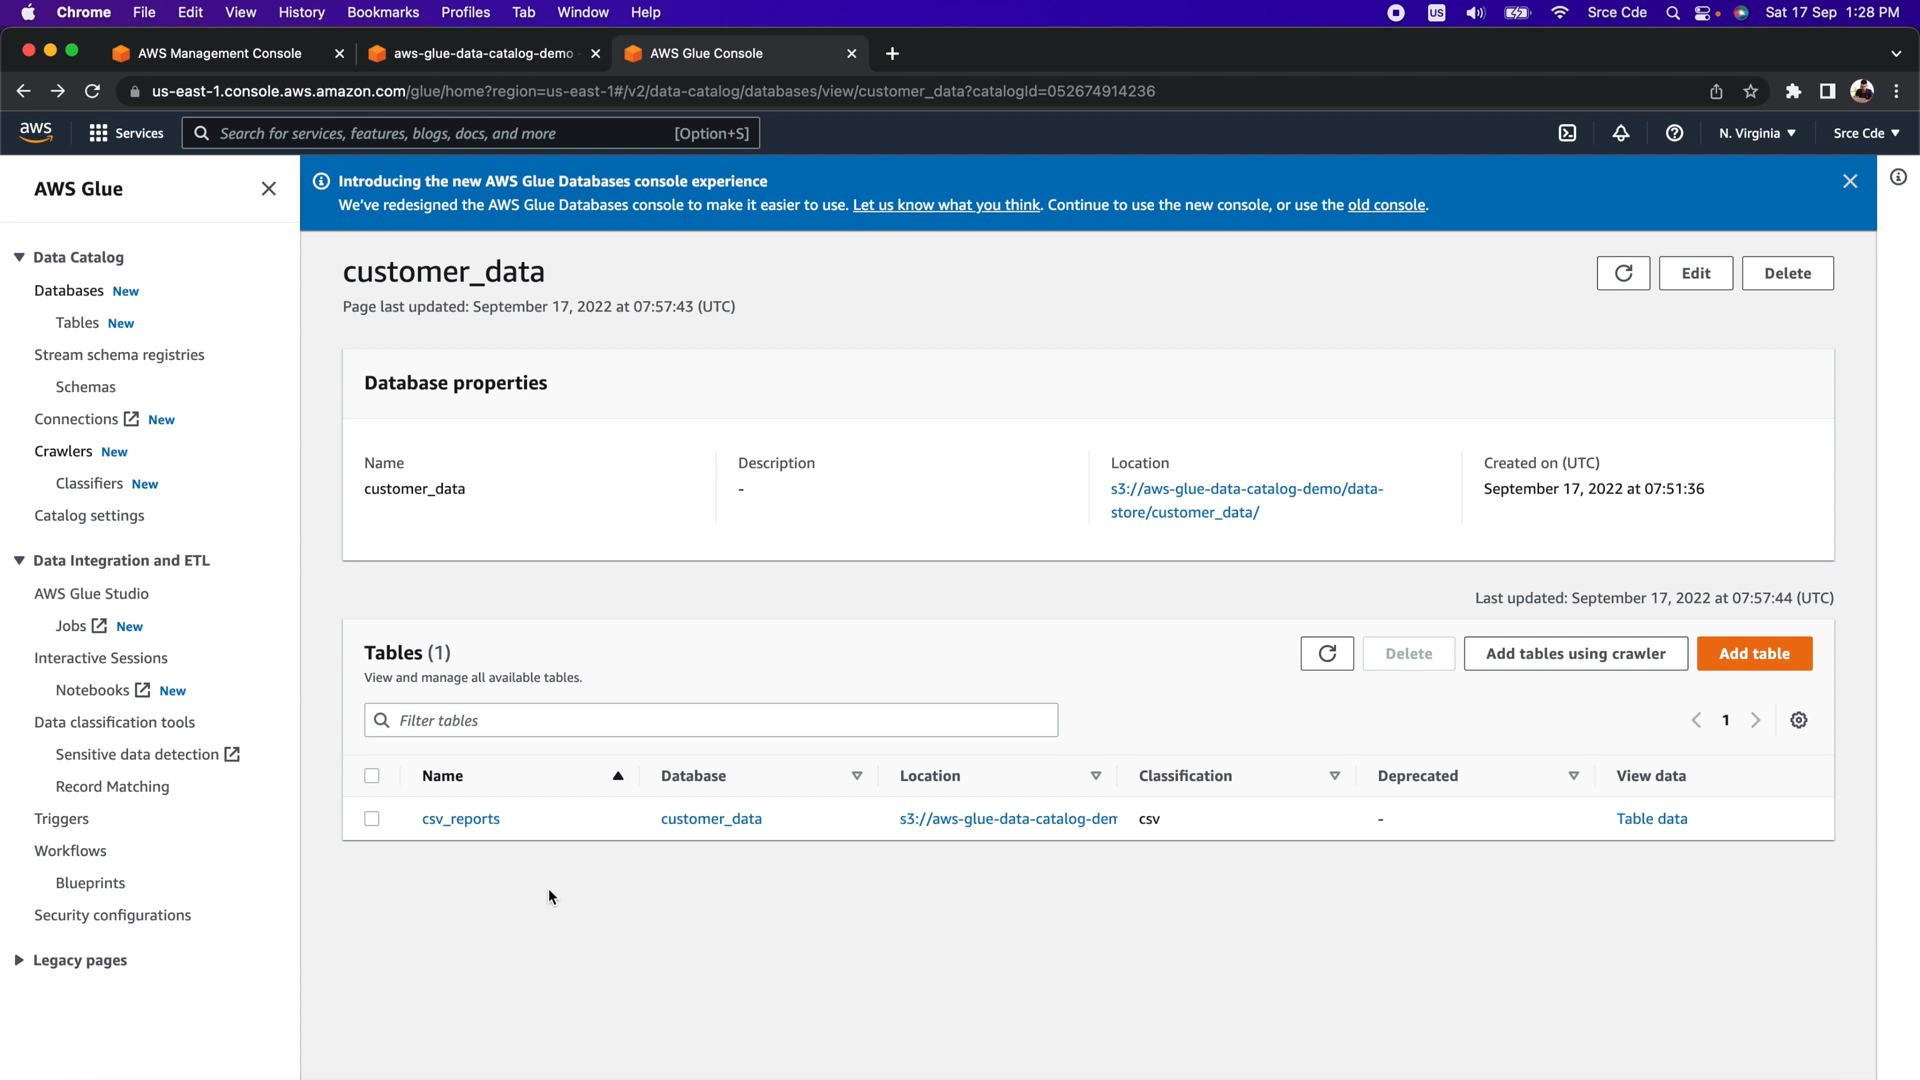 Chrome File Edit View History Bookmarks Profiles Tab Window Help US Srce Cde Sat 17 Sep 1:28 PM
AWS Management Console aws-glue-data-catalog-demo AWS Glue Console
us-east-1.console.aws.amazon.com/glue/home?region=us-east-1#/v2/data-catalog/databases/view/customer_data?catalogId=052674914236
aws Services Search for services, features, blogs, docs, and more [Option+S] N. Virginia Srce Cde
AWS Glue
Data Catalog
Databases New
Tables New
Stream schema registries
Schemas
Connections New
Crawlers New
Classifiers New
Catalog settings
Data Integration and ETL
AWS Glue Studio
Jobs New
Interactive Sessions
Notebooks New
Data classification tools
Sensitive data detection
Record Matching
Triggers
Workflows
Blueprints
Security configurations
Legacy pages
Introducing the new AWS Glue Databases console experience
We've redesigned the AWS Glue Databases console to make it easier to use. Let us know what you think. Continue to use the new console, or use the old console.
customer_data
Page last updated: September 17, 2022 at 07:57:43 (UTC)
Edit Delete
Database properties
Name Description Location Created on (UTC)
customer_data - s3://aws-glue-data-catalog-demo/data- September 17, 2022 at 07:51:36
store/customer_data/
Last updated: September 17, 2022 at 07:57:44 (UTC)
Tables (1)
View and manage all available tables.
Delete Add tables using crawler Add table
Filter tables
1
Name Database Location Classification Deprecated View data
csv_reports customer_data s3://aws-glue-data-catalog-dem csv - Table data